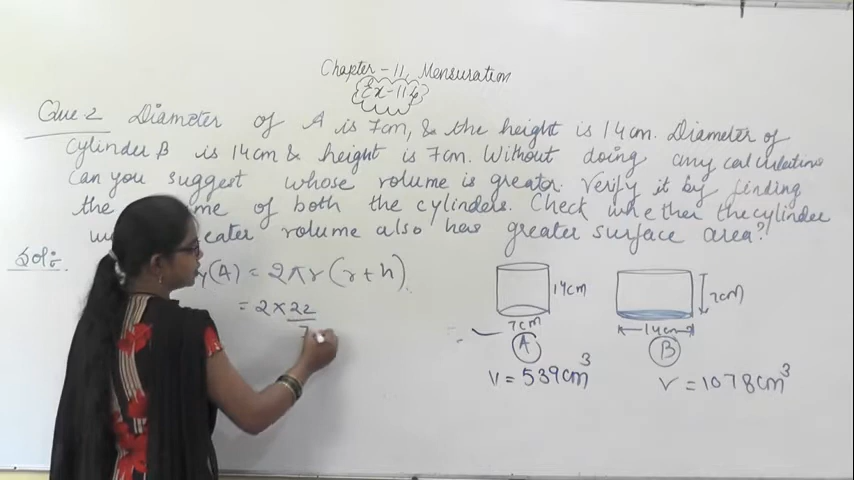 Chapter - 11, Mensuration
Ex - 11.4
Que 2 Diameter of A is 7cm, & the height is 14cm. Diameter of
cylinder B is 14cm & height is 7cm. Without doing any calculations
can you suggest whose volume is greater. Verify it by finding
the of both the cylinders. Check whether the cylinder
volume also has greater surface area?
Sol:-
(A) = 2πr(r+h)
= 2 × 22
7
14cm
7cm
A
V = 539cm³
7cm
14cm
B
V = 1078cm³